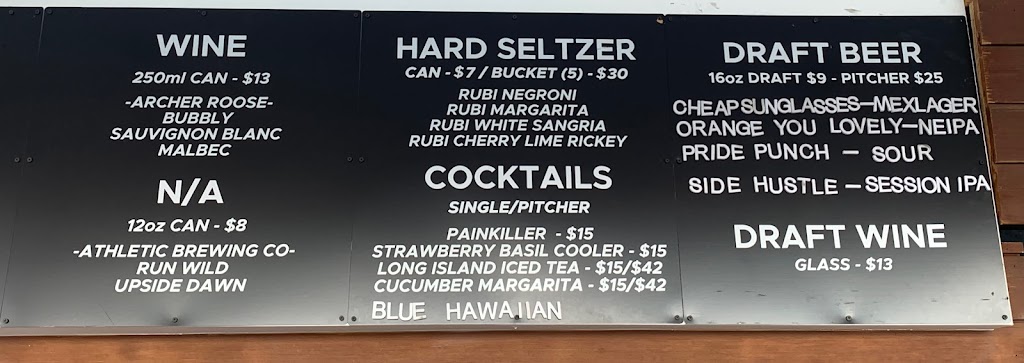 WINE
250ml CAN - $13
-ARCHER ROOSE-
BUBBLY
SAUVIGNON BLANC
MALBEC
N/A
12oz CAN - $8
-ATHLETIC BREWING CO-
RUN WILD
UPSIDE DAWN
HARD SELTZER
CAN - $7 / BUCKET (5) - $30
RUBI NEGRONI
RUBI MARGARITA
RUBI WHITE SANGRIA
RUBI CHERRY LIME RICKEY
COCKTAILS
SINGLE/PITCHER
PAINKILLER - $15
STRAWBERRY BASIL COOLER - $15
LONG ISLAND ICED TEA - $15/$42
CUCUMBER MARGARITA - $15/$42
BLUE HAWAIIAN
DRAFT BEER
16oz DRAFT $9 - PITCHER $25
CHEAP SUNGLASSES-MEXLAGER
ORANGE YOU LOVELY-NEIPA
PRIDE PUNCH - SOUR
SIDE HUSTLE - SESSION IPA
DRAFT WINE
GLASS - $13